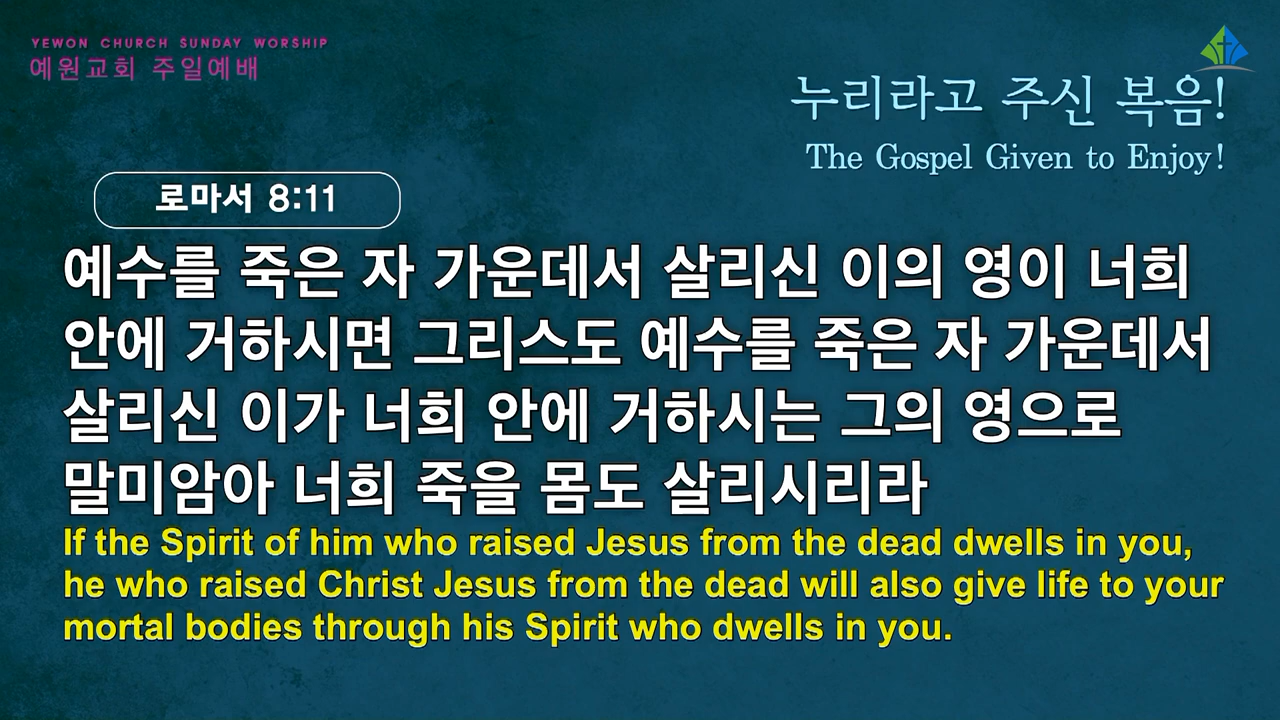 YEWON CHURCH SUNDAY WORSHIP
예원교회 주일예배
누리라고 주신 복음!
The Gospel Given to Enjoy!
로마서 8:11
예수를 죽은 자 가운데서 살리신 이의 영이 너희
안에 거하시면 그리스도 예수를 죽은 자 가운데서
살리신 이가 너희 안에 거하시는 그의 영으로
말미암아 너희 죽을 몸도 살리시리라
If the Spirit of him who raised Jesus from the dead dwells in you,
he who raised Christ Jesus from the dead will also give life to your
mortal bodies through his Spirit who dwells in you.